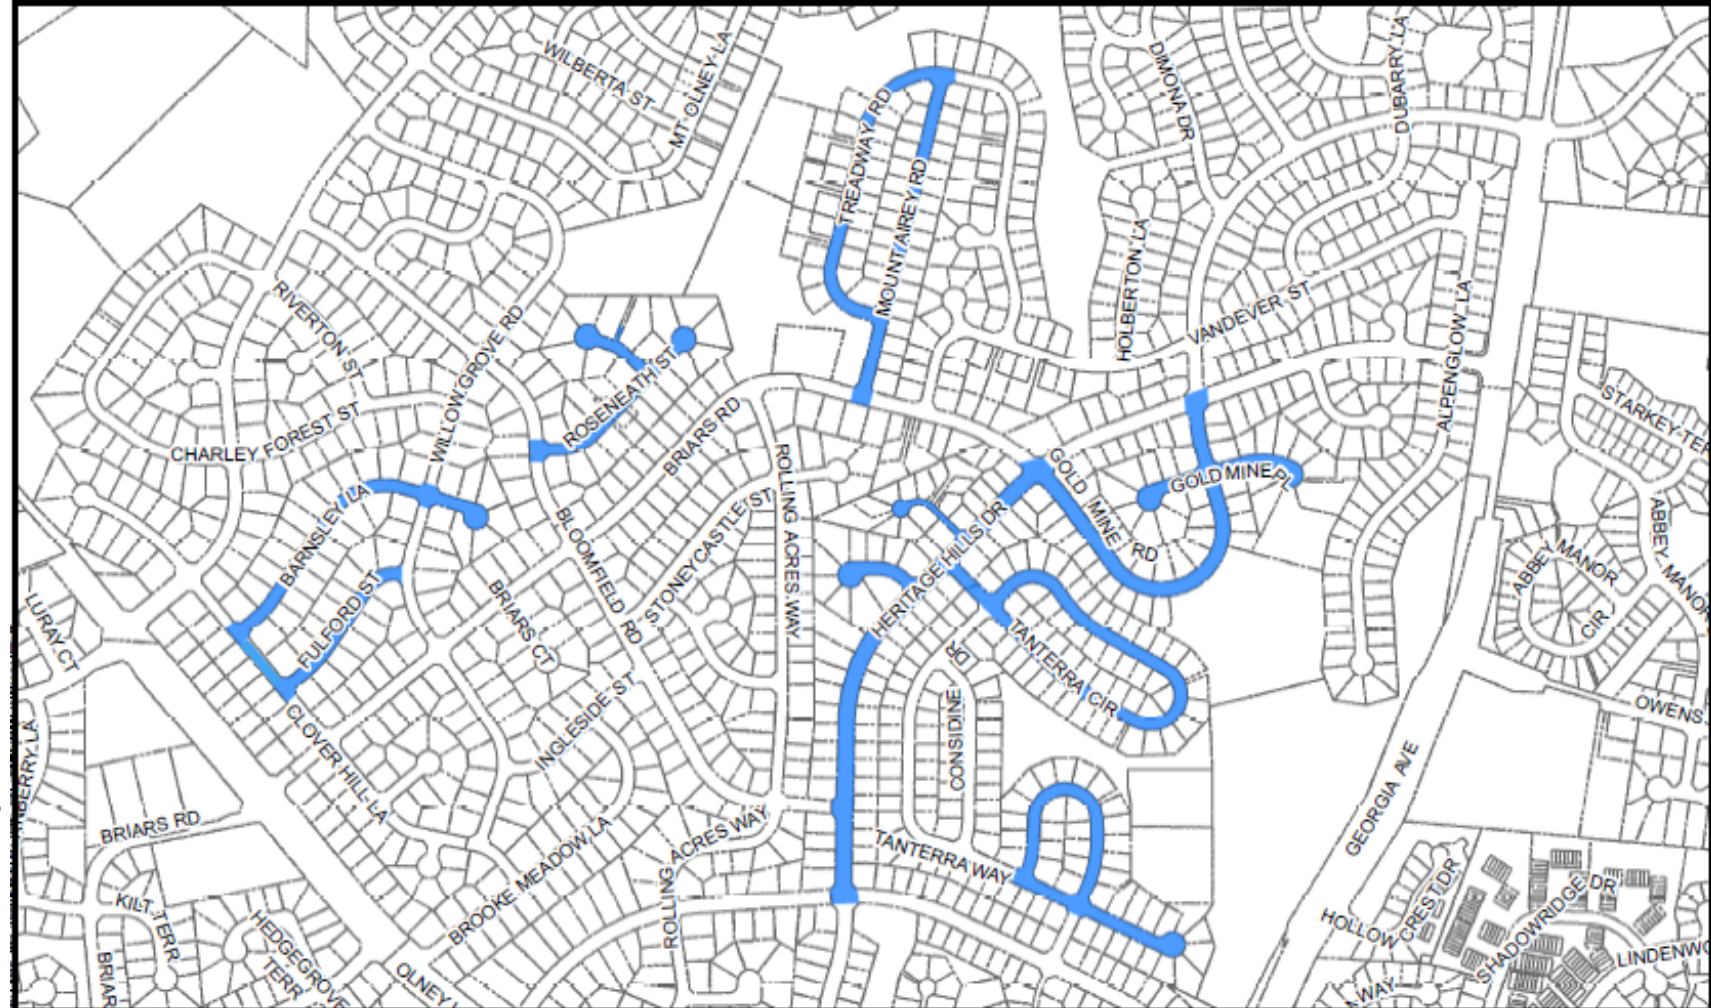 WILBERTA ST
MT OLNEY LA
DIMONA DR
DUBARRY LA
TREADWAY RD
MOUNT AIREY RD
HOLBERTON LA
VANDEVER ST
ALPENGLOW LA
RIVERTON ST
WILLOW GROVE RD
ROSENEATH ST
CHARLEY FOREST ST
BRIARS RD
STARKEY TER
ROLLING ACRES WAY
GOLD MINE RD
GOLD MINE PL
BARNSLEY LA
STONEYCASTLE ST
HERITAGE HILLS DR
BLOOMFIELD RD
ABBEY MANOR
ABBEY MANOR
CIR
FULFORD ST
BRIARS CT
LURAY CT
TANTERRA CIR
CONSIDINE
DR
INGLESIDE ST
CLOVER HILL LA
OWENS
GEORGIA AVE
NBERRY LA
BRIARS RD
BROOKE MEADOW LA
ROLLING ACRES WAY
TANTERRA WAY
KILT TERR
HEDGEGROVE
TERR
BRIAR
OLNEY
HOLLOW CREST DR
SHADOWRIDGE DR
LINDENWO
WAY